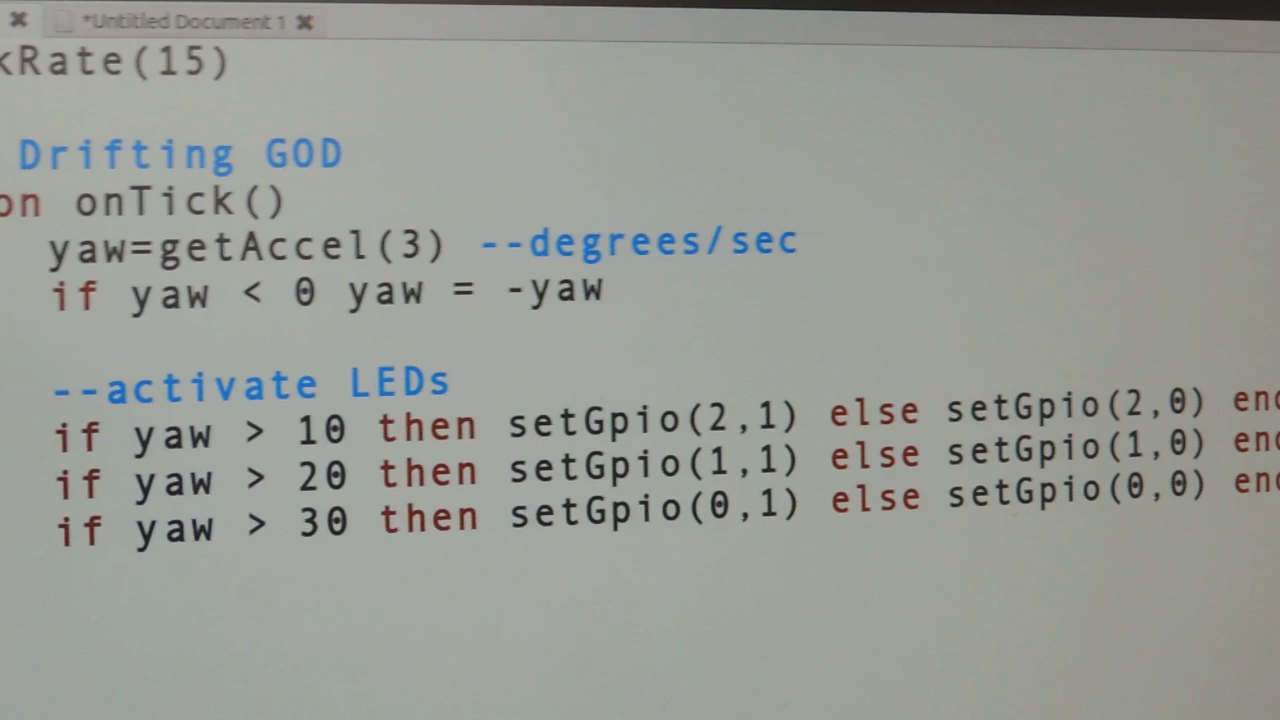 *Untitled Document 1
kRate(15)
Drifting GOD
on onTick()
yaw=getAccel(3) --degrees/sec
if yaw < 0 yaw = -yaw
--activate LEDs
if yaw > 10 then setGpio(2,1) else setGpio(2,0) end
if yaw > 20 then setGpio(1,1) else setGpio(1,0) end
if yaw > 30 then setGpio(0,1) else setGpio(0,0) end